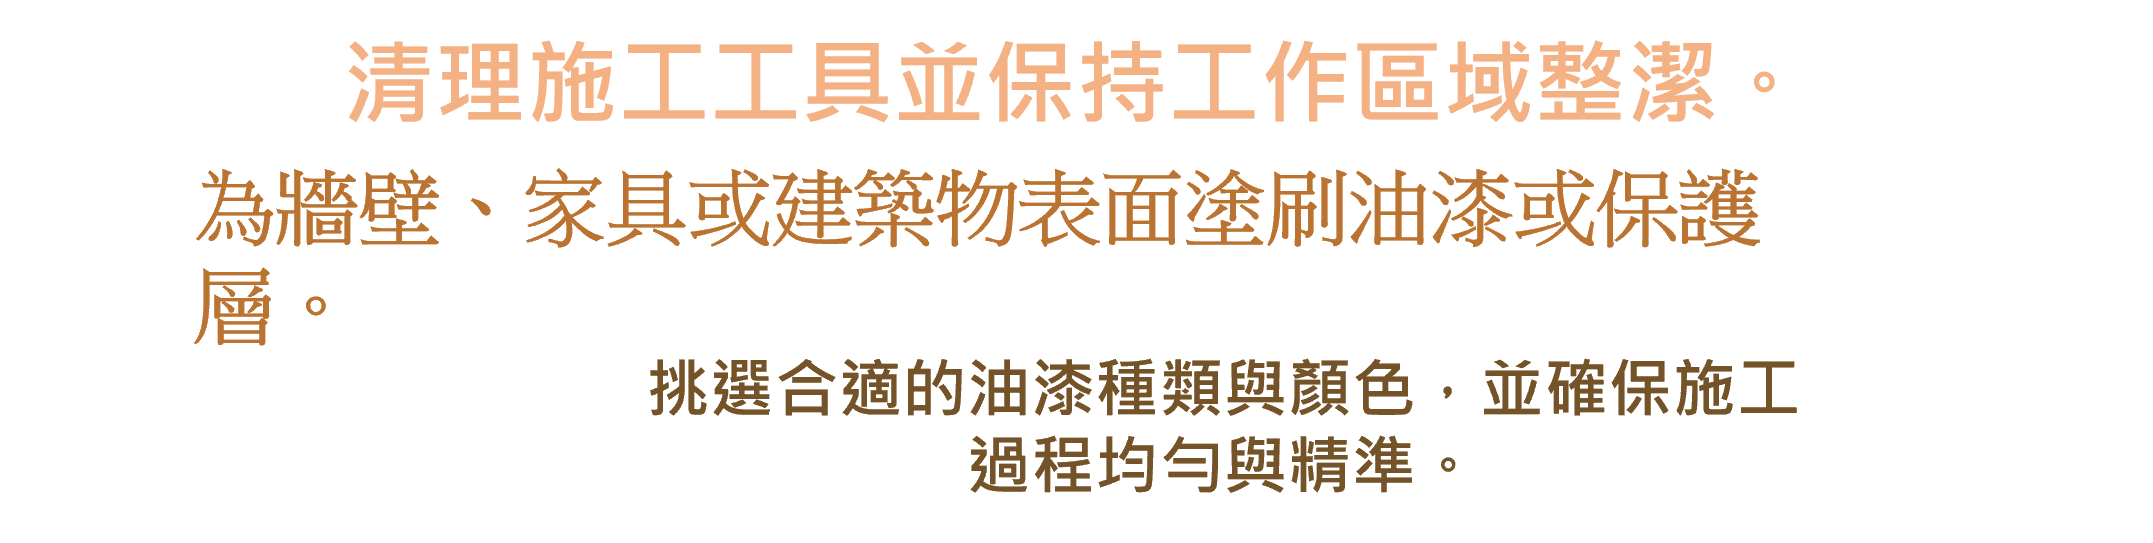 清理施工工具並保持工作區域整潔。
為牆壁、家具或建築物表面塗刷油漆或保護
層。
挑選合適的油漆種類與顏色，並確保施工
過程均勻與精準。